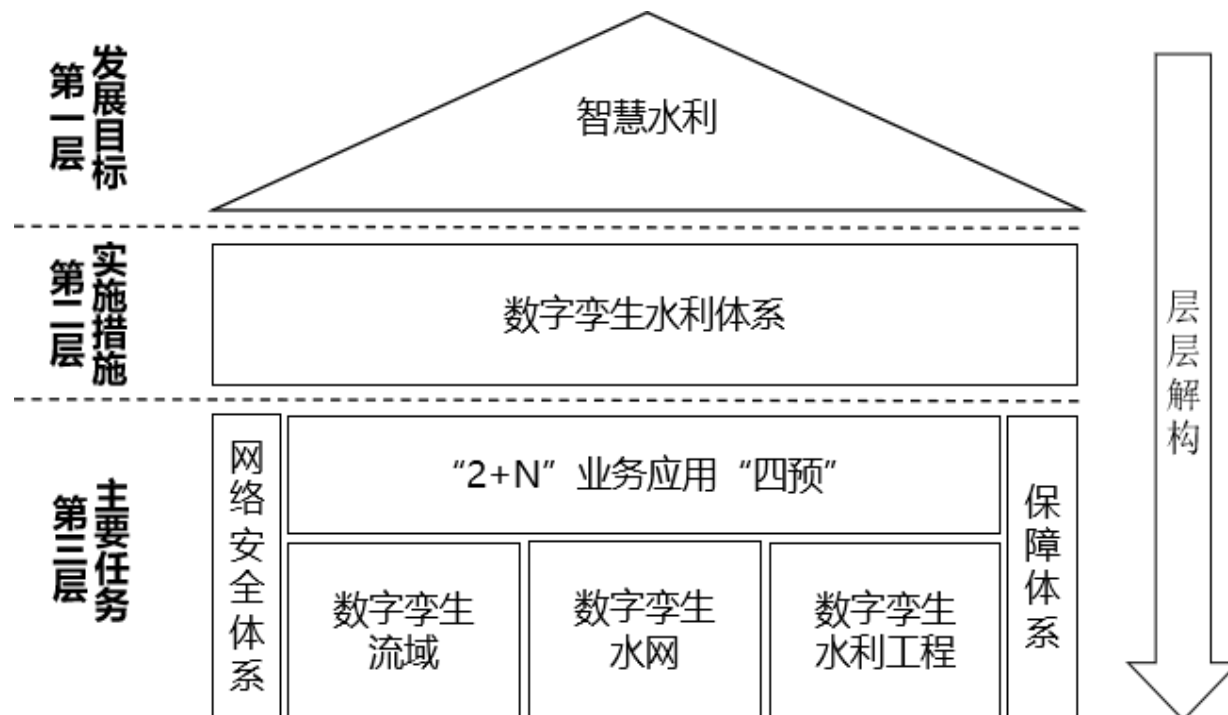 第一层
发展目标
智慧水利
第二层
实施措施
数字孪生水利体系
第三层
主要任务
网络安全体系
“2+N”业务应用“四预”
数字孪生
流域
数字孪生
水网
数字孪生
水利工程
保障体系
层层解构